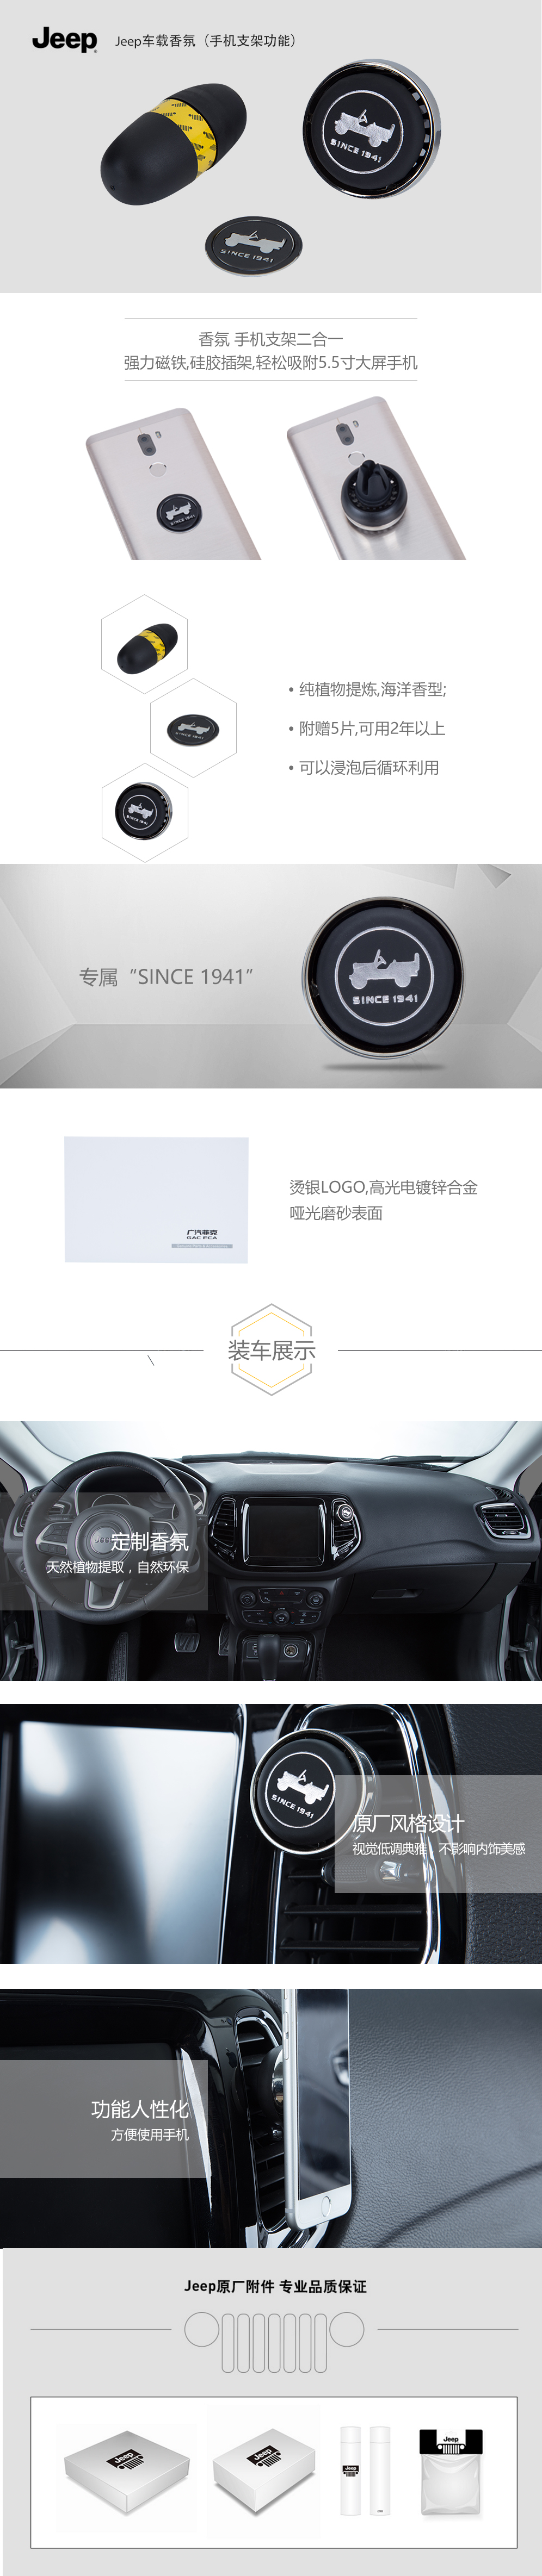 Jeep
Jeep车载香氛（手机支架功能）
SINCE 1941
SINCE 1941
香氛 手机支架二合一
强力磁铁,硅胶插架,轻松吸附5.5寸大屏手机
SINCE 1941
• 纯植物提炼,海洋香型;
• 附赠5片,可用2年以上
• 可以浸泡后循环利用
SINCE 1941
SINCE 1941
专属“SINCE 1941”
SINCE 1941
广汽菲克
GAC FCA
烫银LOGO,高光电镀锌合金
哑光磨砂表面
装车展示
定制香氛
天然植物提取，自然环保
SINCE 1941
原厂风格设计
视觉低调典雅，不影响内饰美感
功能人性化
方便使用手机
Jeep原厂附件 专业品质保证
Jeep
Jeep
Jeep
Jeep